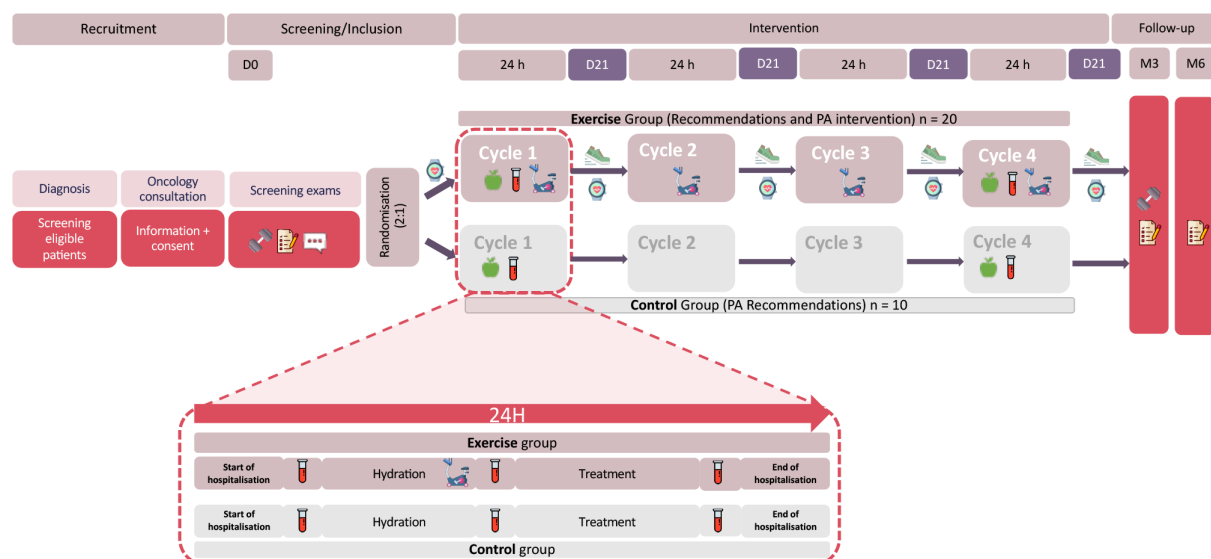 Recruitment
Screening/Inclusion
Intervention
Follow-up
D0
24 h
D21
24 h
D21
24 h
D21
24 h
D21
M3
M6
Exercise Group (Recommendations and PA intervention) n = 20
Cycle 1
Cycle 2
Cycle 3
Cycle 4
Diagnosis
Oncology
consultation
Screening exams
Randomisation
(2:1)
Screening
eligible
patients
Information +
consent
Cycle 1
Cycle 2
Cycle 3
Cycle 4
Control Group (PA Recommendations) n = 10
24H
Exercise group
Start of
hospitalisation
Hydration
Treatment
End of
hospitalisation
Start of
hospitalisation
Hydration
Treatment
End of
hospitalisation
Control group